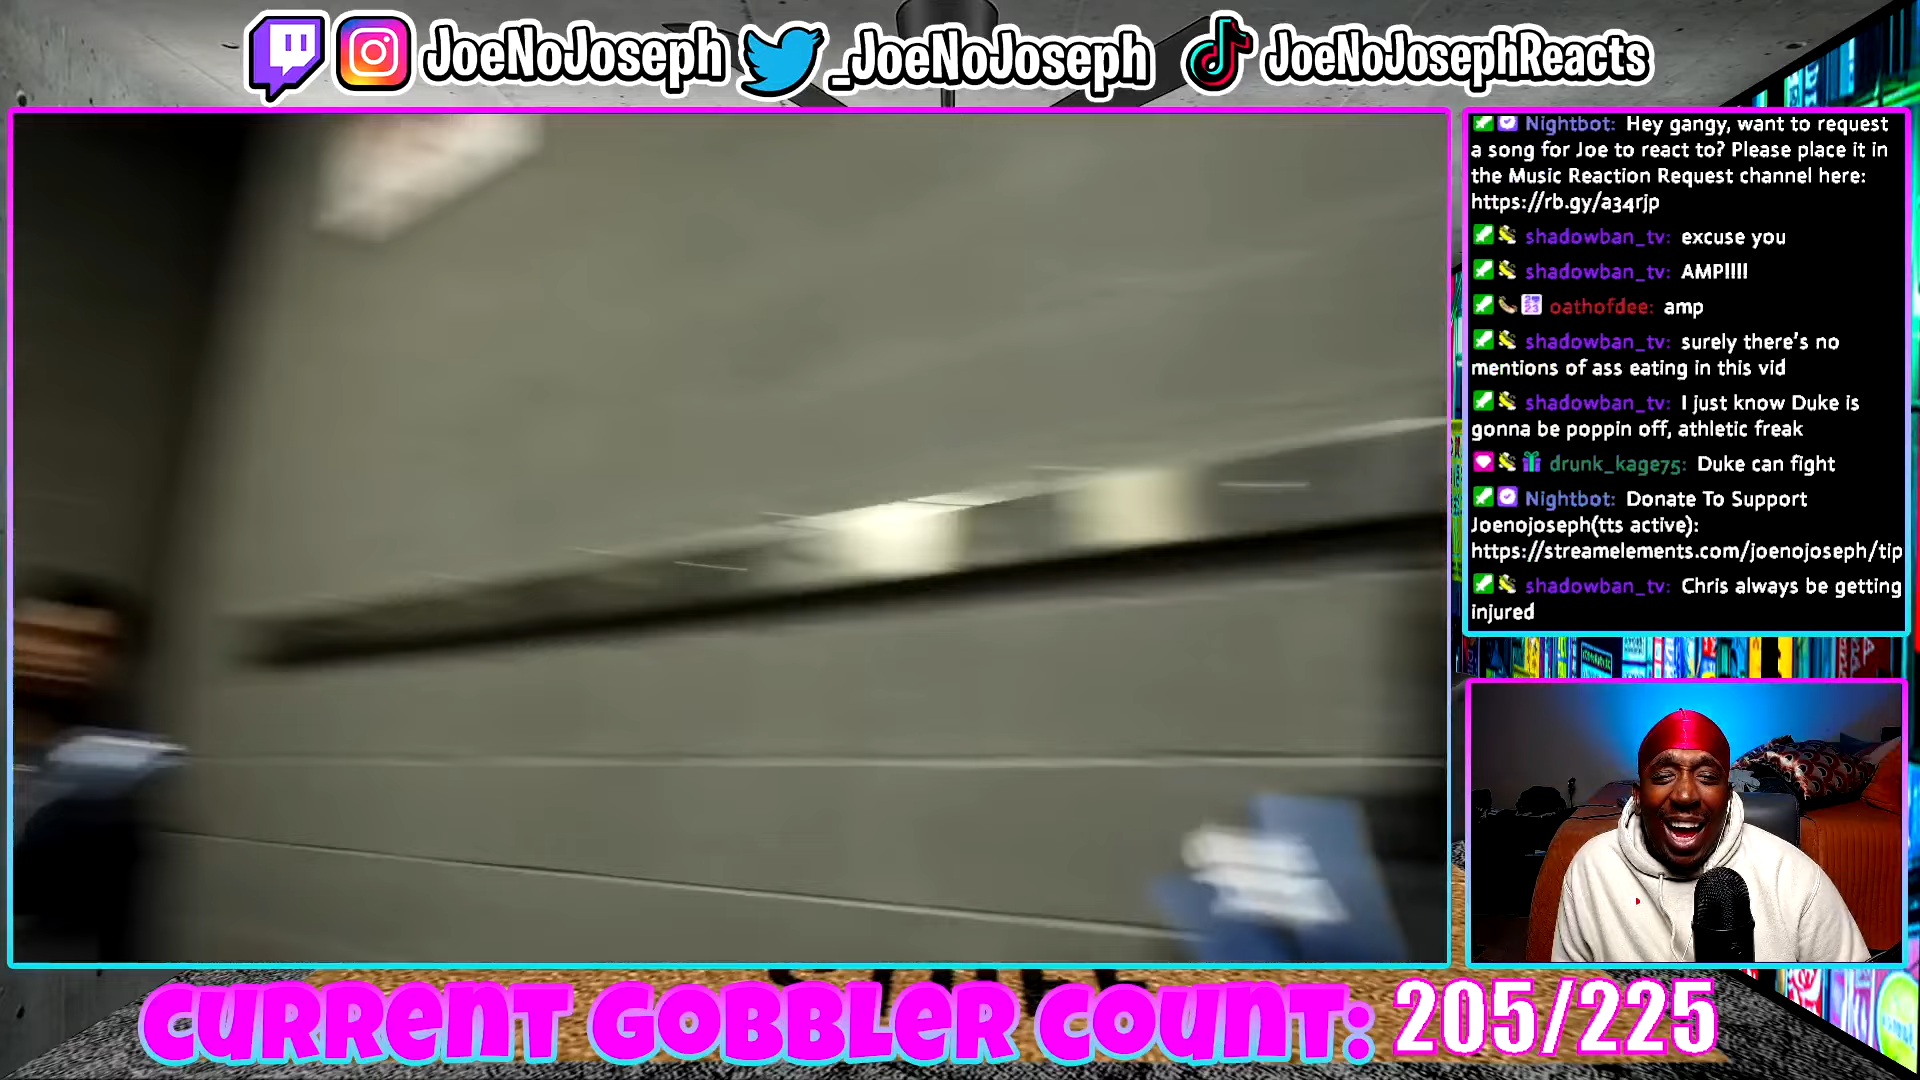 JoeNoJoseph _JoeNoJoseph JoeNoJosephReacts
Nightbot: Hey gangy, want to request
a song for Joe to react to? Please place it in
the Music Reaction Request channel here:
https://rb.gy/a34rjp
shadowban_tv: excuse you
shadowban_tv: AMP!!!!
oathofdee: amp
shadowban_tv: surely there's no
mentions of ass eating in this vid
shadowban_tv: I just know Duke is
gonna be poppin off, athletic freak
drunk_kage75: Duke can fight
Nightbot: Donate To Support
Joenojoseph(tts active):
https://streamelements.com/joenojoseph/tip
shadowban_tv: Chris always be getting
injured
CURRENT GOBBLER COUNT: 205/225